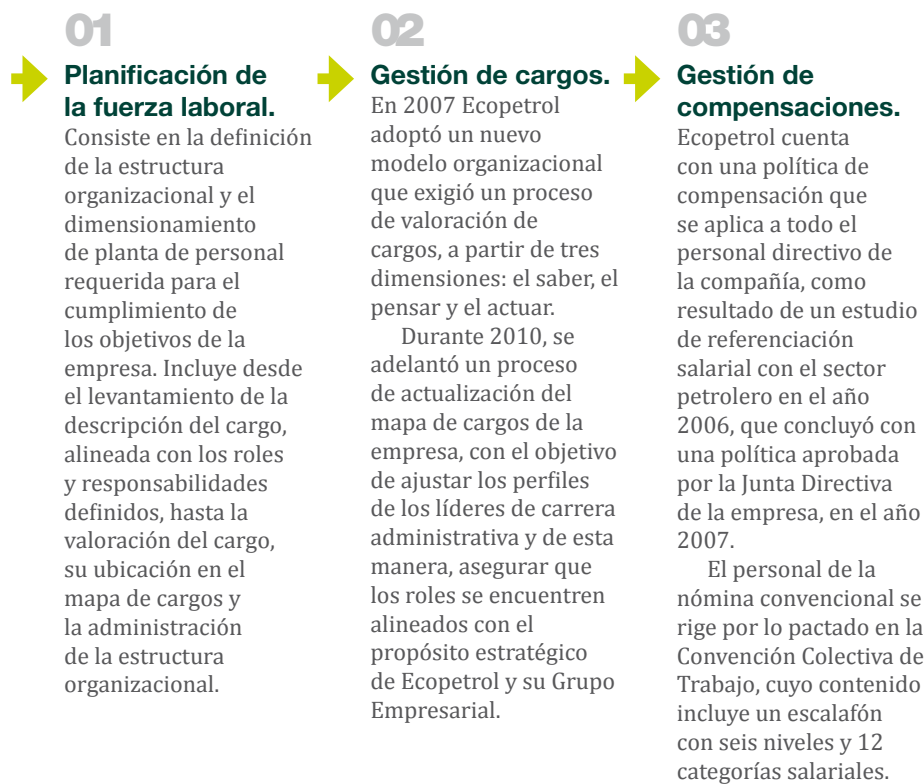 01
Planificación de
la fuerza laboral.
Consiste en la definición
de la estructura
organizacional y el
dimensionamiento
de planta de personal
requerida para el
cumplimiento de
los objetivos de la
empresa. Incluye desde
el levantamiento de la
descripción del cargo,
alineada con los roles
y responsabilidades
definidos, hasta la
valoración del cargo,
su ubicación en el
mapa de cargos y
la administración
de la estructura
organizacional.
02
Gestión de cargos.
En 2007 Ecopetrol
adoptó un nuevo
modelo organizacional
que exigió un proceso
de valoración de
cargos, a partir de tres
dimensiones: el saber, el
pensar y el actuar.
Durante 2010, se
adelantó un proceso
de actualización del
mapa de cargos de la
empresa, con el objetivo
de ajustar los perfiles
de los líderes de carrera
administrativa y de esta
manera, asegurar que
los roles se encuentren
alineados con el
propósito estratégico
de Ecopetrol y su Grupo
Empresarial.
03
Gestión de
compensaciones.
Ecopetrol cuenta
con una política de
compensación que
se aplica a todo el
personal directivo de
la compañía, como
resultado de un estudio
de referenciación
salarial con el sector
petrolero en el año
2006, que concluyó con
una política aprobada
por la Junta Directiva
de la empresa, en el año
2007.
El personal de la
nómina convencional se
rige por lo pactado en la
Convención Colectiva de
Trabajo, cuyo contenido
incluye un escalafón
con seis niveles y 12
categorías salariales.